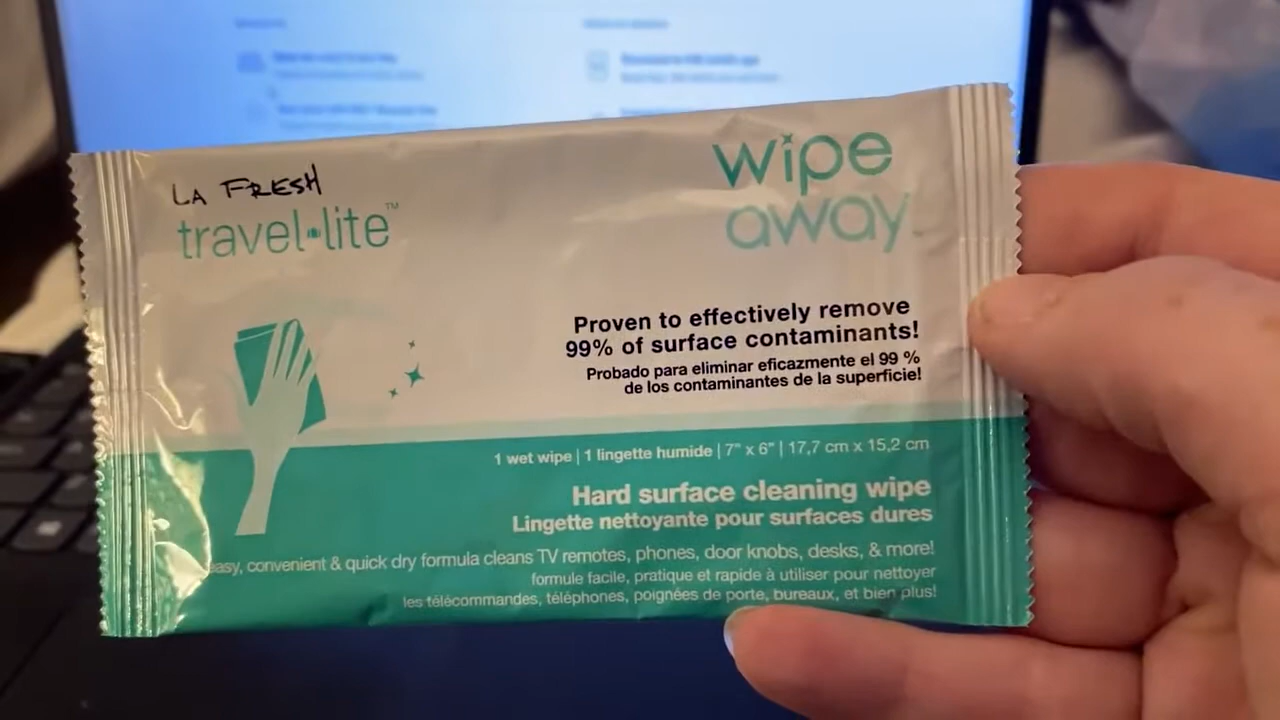 LA FRESH
travel•lite™
wipe
away
Proven to effectively remove
99% of surface contaminants!
Probado para eliminar eficazmente el 99 %
de los contaminantes de la superficie!
1 wet wipe | 1 lingette humide | 7" x 6" | 17,7 cm x 15,2 cm
Hard surface cleaning wipe
Lingette nettoyante pour surfaces dures
easy, convenient & quick dry formula cleans TV remotes, phones, door knobs, desks, & more!
formule facile, pratique et rapide à utiliser pour nettoyer
les télécommandes, téléphones, poignées de porte, bureaux, et bien plus!